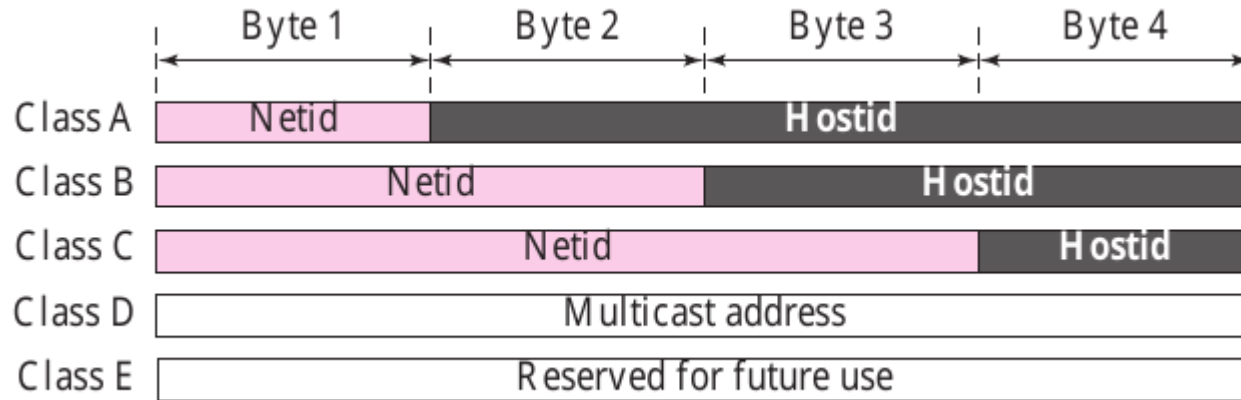 Byte 1 Byte 2 Byte 3 Byte 4
Class A Netid Hostid
Class B Netid Hostid
Class C Netid Hostid
Class D Multicast address
Class E Reserved for future use